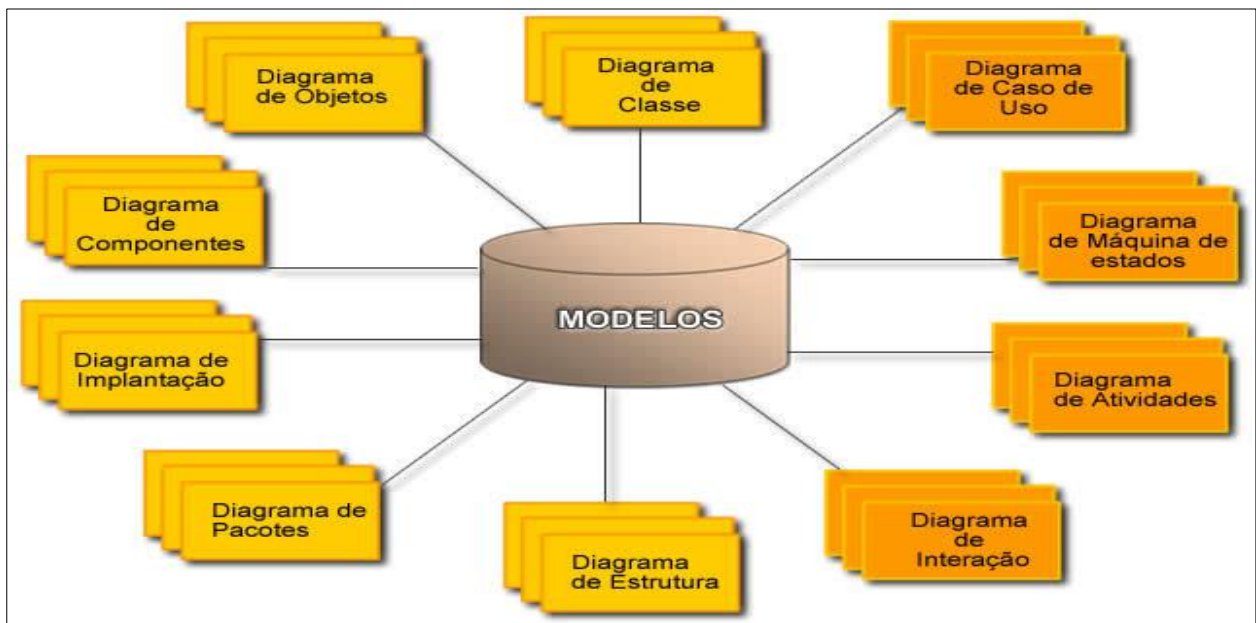 Diagrama
de Objetos
Diagrama
de
Classe
Diagrama
de Caso de
Uso
Diagrama
de
Componentes
Diagrama
de Máquina de
estados
MODELOS
Diagrama de
Implantação
Diagrama
de Atividades
Diagrama de
Pacotes
Diagrama
de Estrutura
Diagrama
de
Interação